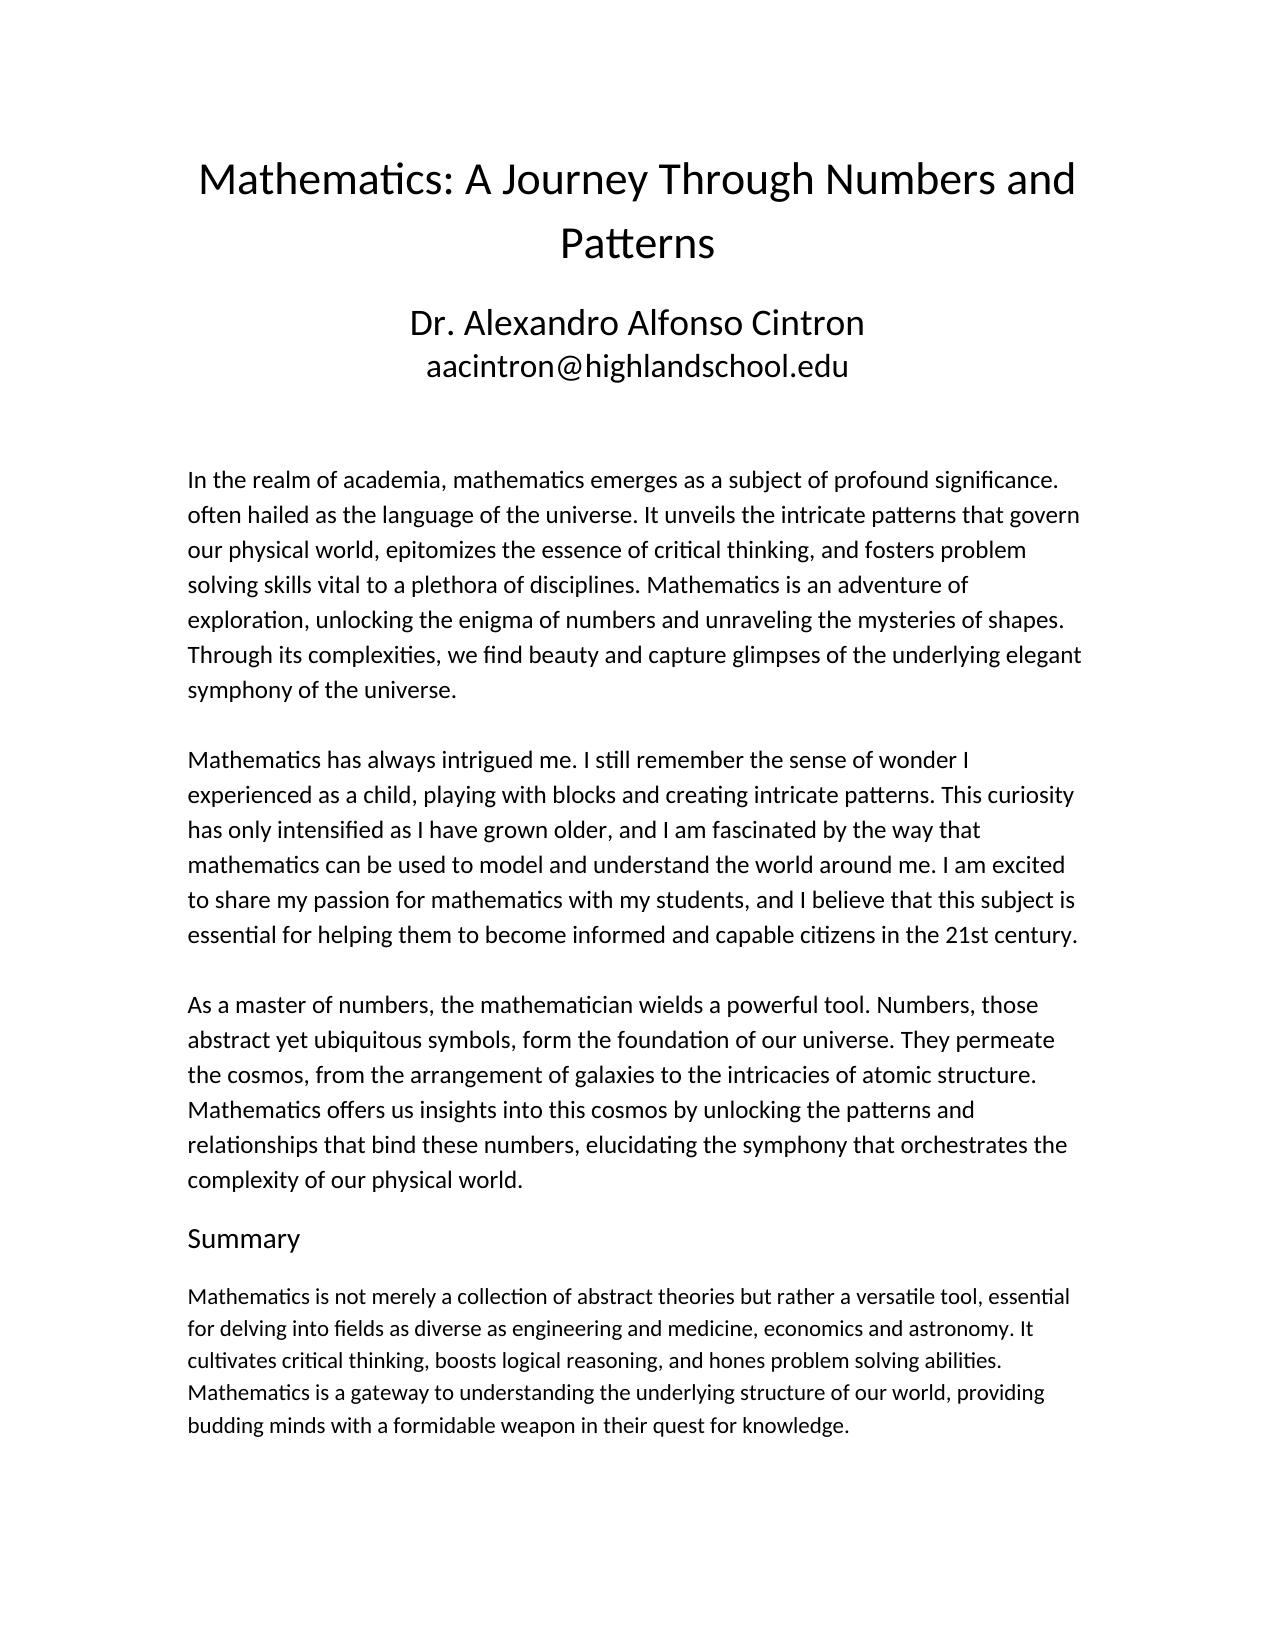 Mathematics: A Journey Through Numbers and
Patterns
Dr. Alexandro Alfonso Cintron
aacintron@highlandschool.edu
In the realm of academia, mathematics emerges as a subject of profound significance.
often hailed as the language of the universe. It unveils the intricate patterns that govern
our physical world, epitomizes the essence of critical thinking, and fosters problem
solving skills vital to a plethora of disciplines. Mathematics is an adventure of
exploration, unlocking the enigma of numbers and unraveling the mysteries of shapes.
Through its complexities, we find beauty and capture glimpses of the underlying elegant
symphony of the universe.
Mathematics has always intrigued me. I still remember the sense of wonder I
experienced as a child, playing with blocks and creating intricate patterns. This curiosity
has only intensified as I have grown older, and I am fascinated by the way that
mathematics can be used to model and understand the world around me. I am excited
to share my passion for mathematics with my students, and I believe that this subject is
essential for helping them to become informed and capable citizens in the 21st century.
As a master of numbers, the mathematician wields a powerful tool. Numbers, those
abstract yet ubiquitous symbols, form the foundation of our universe. They permeate
the cosmos, from the arrangement of galaxies to the intricacies of atomic structure.
Mathematics offers us insights into this cosmos by unlocking the patterns and
relationships that bind these numbers, elucidating the symphony that orchestrates the
complexity of our physical world.
Summary
Mathematics is not merely a collection of abstract theories but rather a versatile tool, essential
for delving into fields as diverse as engineering and medicine, economics and astronomy. It
cultivates critical thinking, boosts logical reasoning, and hones problem solving abilities.
Mathematics is a gateway to understanding the underlying structure of our world, providing
budding minds with a formidable weapon in their quest for knowledge.